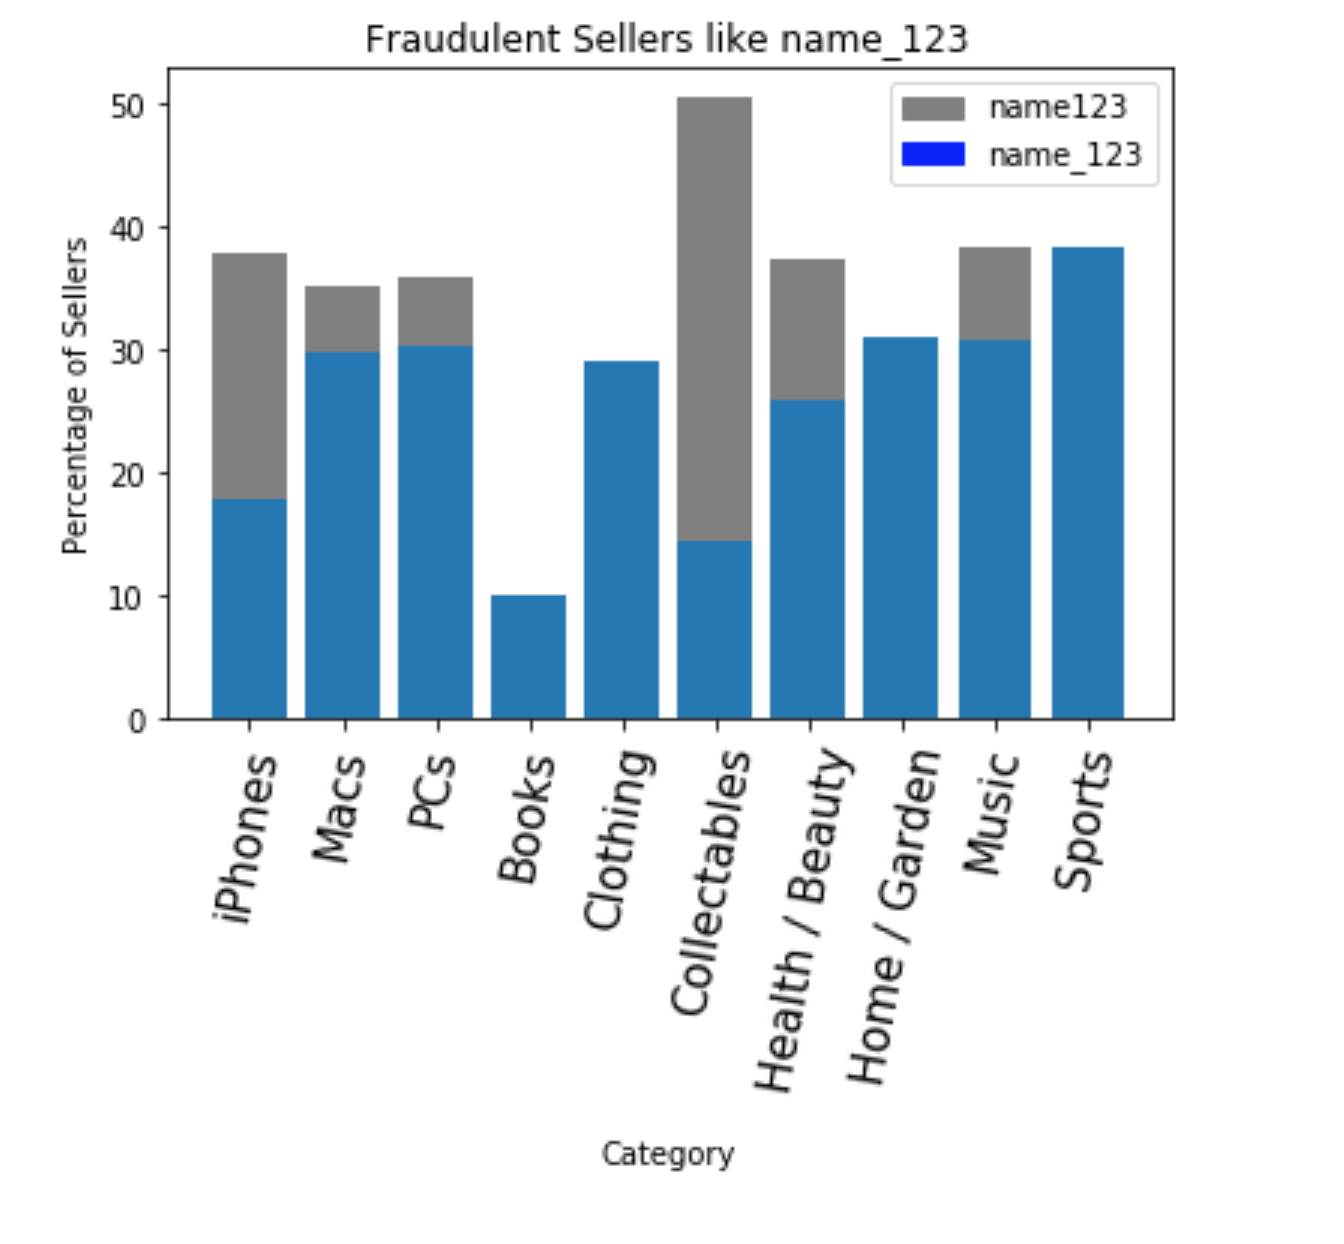 Fraudulent Sellers like name_123
name123
name_123
Percentage of Sellers
50
40
30
20
10
0
iPhones
Macs
PCs
Books
Clothing
Collectables
Health / Beauty
Home / Garden
Music
Sports
Category